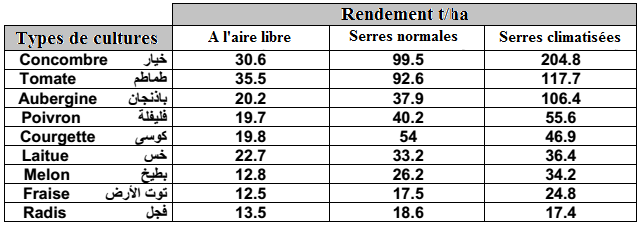 Rendement t/ha
Types de cultures A l'aire libre Serres normales Serres climatisées
Concombre خيار 30.6 99.5 204.8
Tomate طماطم 35.5 92.6 117.7
Aubergine باذنجان 20.2 37.9 106.4
Poivron فليفلة 19.7 40.2 55.6
Courgette كوسى 19.8 54 46.9
Laitue خس 22.7 33.2 36.4
Melon بطيخ 12.8 26.2 34.2
Fraise توت الأرض 12.5 17.5 24.8
Radis فجل 13.5 18.6 17.4